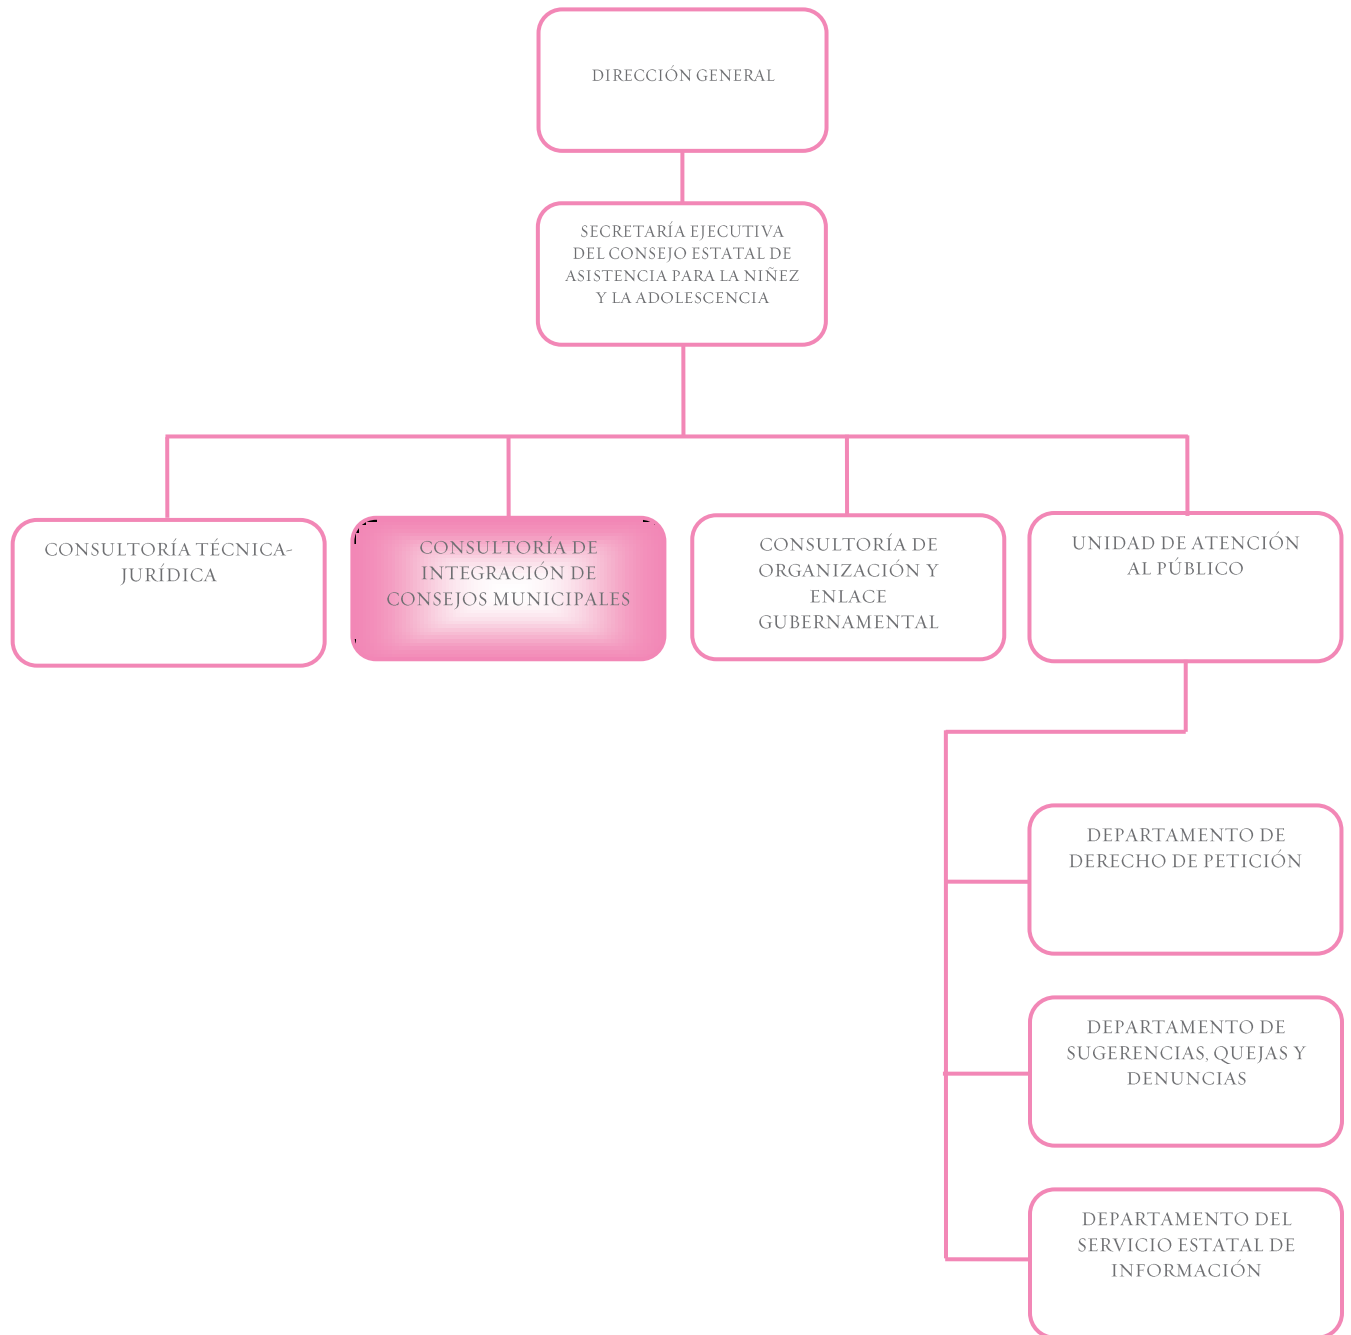 DIRECCIÓN GENERAL
SECRETARÍA EJECUTIVA
DEL CONSEJO ESTATAL DE
ASISTENCIA PARA LA NIÑEZ
Y LA ADOLESCENCIA
CONSULTORÍA TÉCNICA-
JURÍDICA
CONSULTORÍA DE
INTEGRACIÓN DE
CONSEJOS MUNICIPALES
CONSULTORÍA DE
ORGANIZACIÓN Y
ENLACE
GUBERNAMENTAL
UNIDAD DE ATENCIÓN
AL PÚBLICO
DEPARTAMENTO DE
DERECHO DE PETICIÓN
DEPARTAMENTO DE
SUGERENCIAS, QUEJAS Y
DENUNCIAS
DEPARTAMENTO DEL
SERVICIO ESTATAL DE
INFORMACIÓN